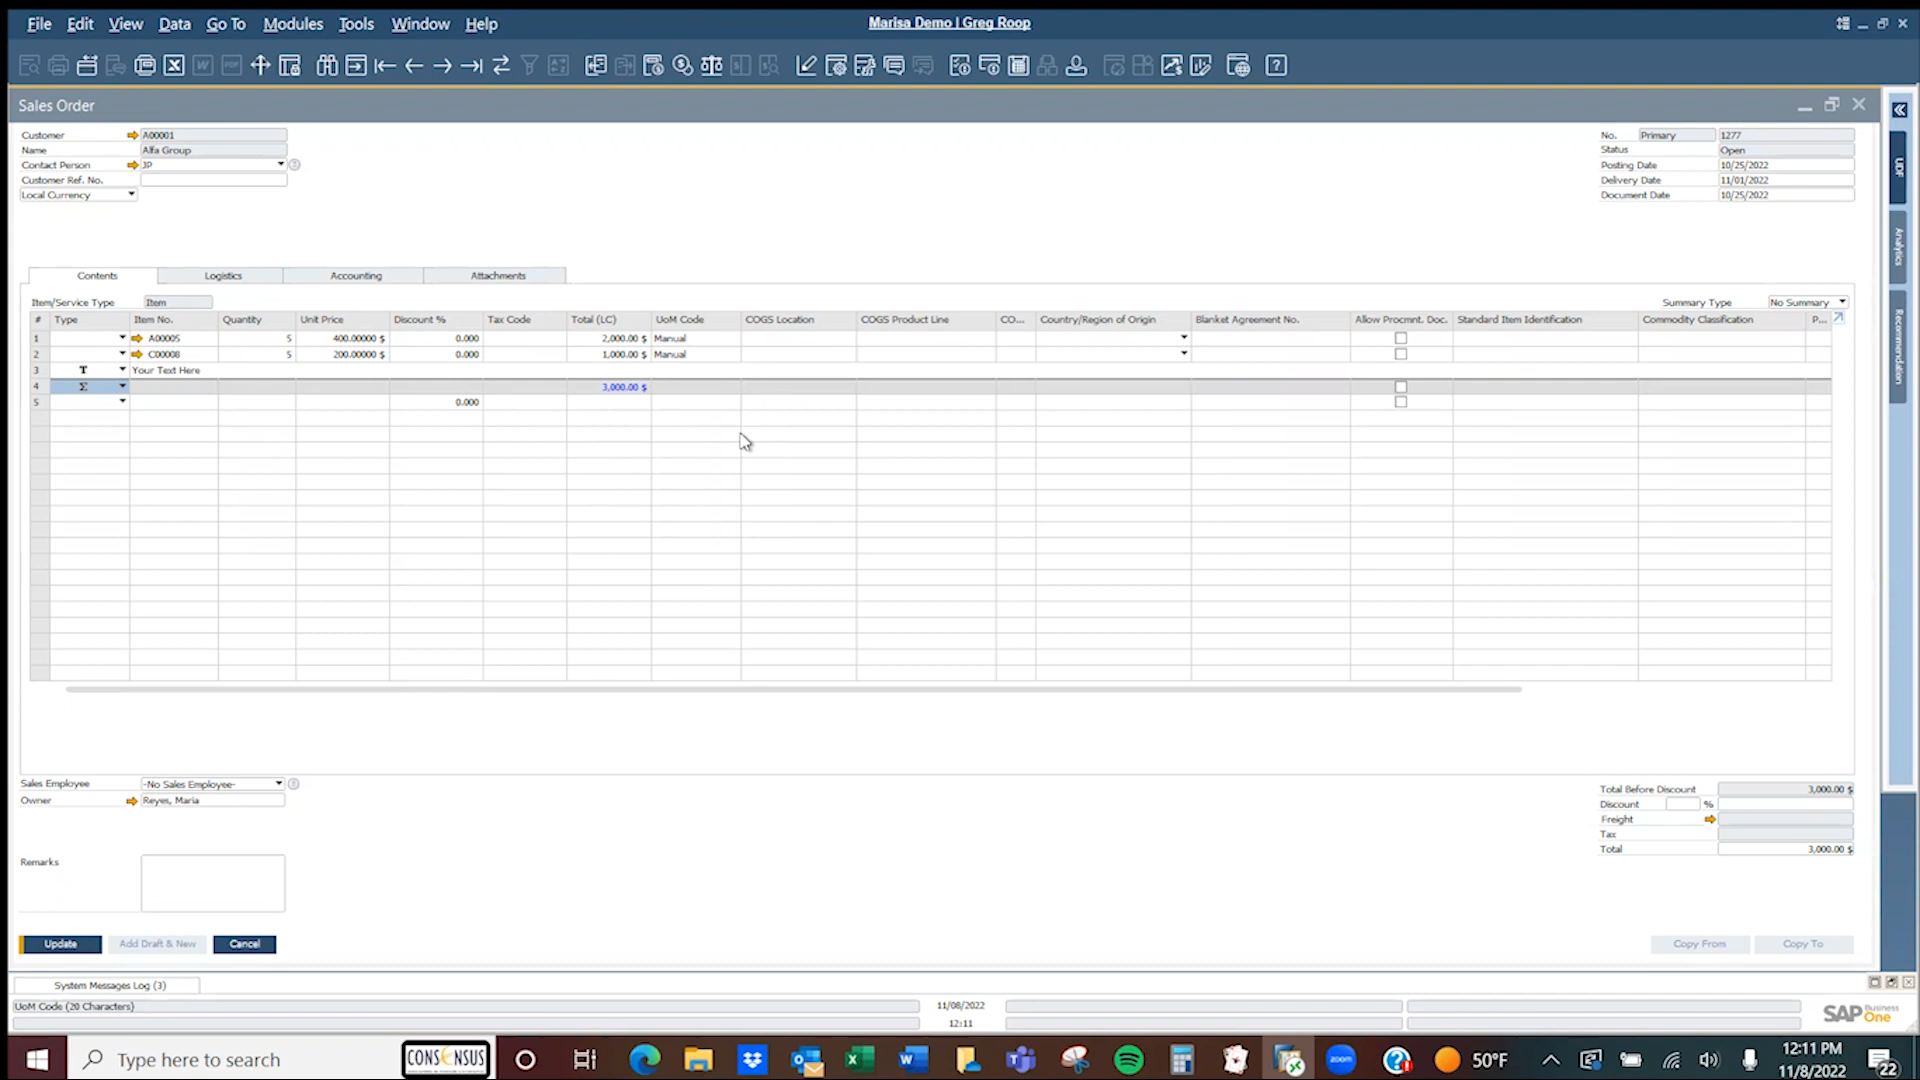 File Edit View Data Go To Modules Tools Window Help
Marisa Demo | Greg Roop
Sales Order
Customer A00001
Name Alfa Group
Contact Person JP
Customer Ref. No.
Local Currency
No. Primary 1277
Status Open
Posting Date 10/25/2022
Delivery Date 11/01/2022
Document Date 10/25/2022
UDF
Analytics
Recommendation
Contents Logistics Accounting Attachments
Item/Service Type Item
Summary Type No Summary
# Type Item No. Quantity Unit Price Discount % Tax Code Total (LC) UoM Code COGS Location COGS Product Line CO... Country/Region of Origin Blanket Agreement No. Allow Procmnt. Doc. Standard Item Identification Commodity Classification P...
1 A00005 5 400.00000 $ 0.000 2,000.00 $ Manual
2 C00008 5 200.00000 $ 0.000 1,000.00 $ Manual
3 T Your Text Here
4 Σ 3,000.00 $
5 0.000
Sales Employee -No Sales Employee-
Owner Reyes, Maria
Remarks
Total Before Discount 3,000.00 $
Discount %
Freight
Tax
Total 3,000.00 $
Update Add Draft & New Cancel
Copy From Copy To
System Messages Log (3)
UoM Code (20 Characters)
11/08/2022
12:11
SAP Business One
Type here to search
CONSENSUS
zoom
50°F
12:11 PM
11/8/2022
22